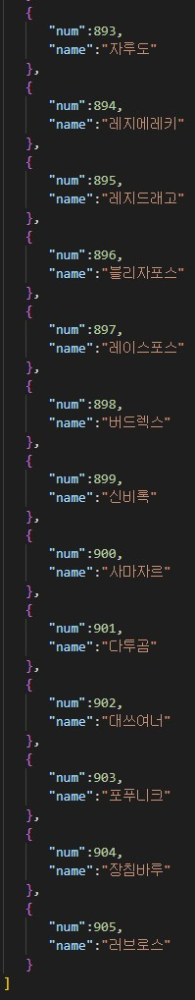 {
"num":893,
"name":"자루도"
},
{
"num":894,
"name":"레지에레키"
},
{
"num":895,
"name":"레지드래고"
},
{
"num":896,
"name":"블리자포스"
},
{
"num":897,
"name":"레이스포스"
},
{
"num":898,
"name":"버드렉스"
},
{
"num":899,
"name":"신비록"
},
{
"num":900,
"name":"사마자르"
},
{
"num":901,
"name":"다투곰"
},
{
"num":902,
"name":"대쓰여너"
},
{
"num":903,
"name":"포푸니크"
},
{
"num":904,
"name":"장침바루"
},
{
"num":905,
"name":"러브로스"
}
]